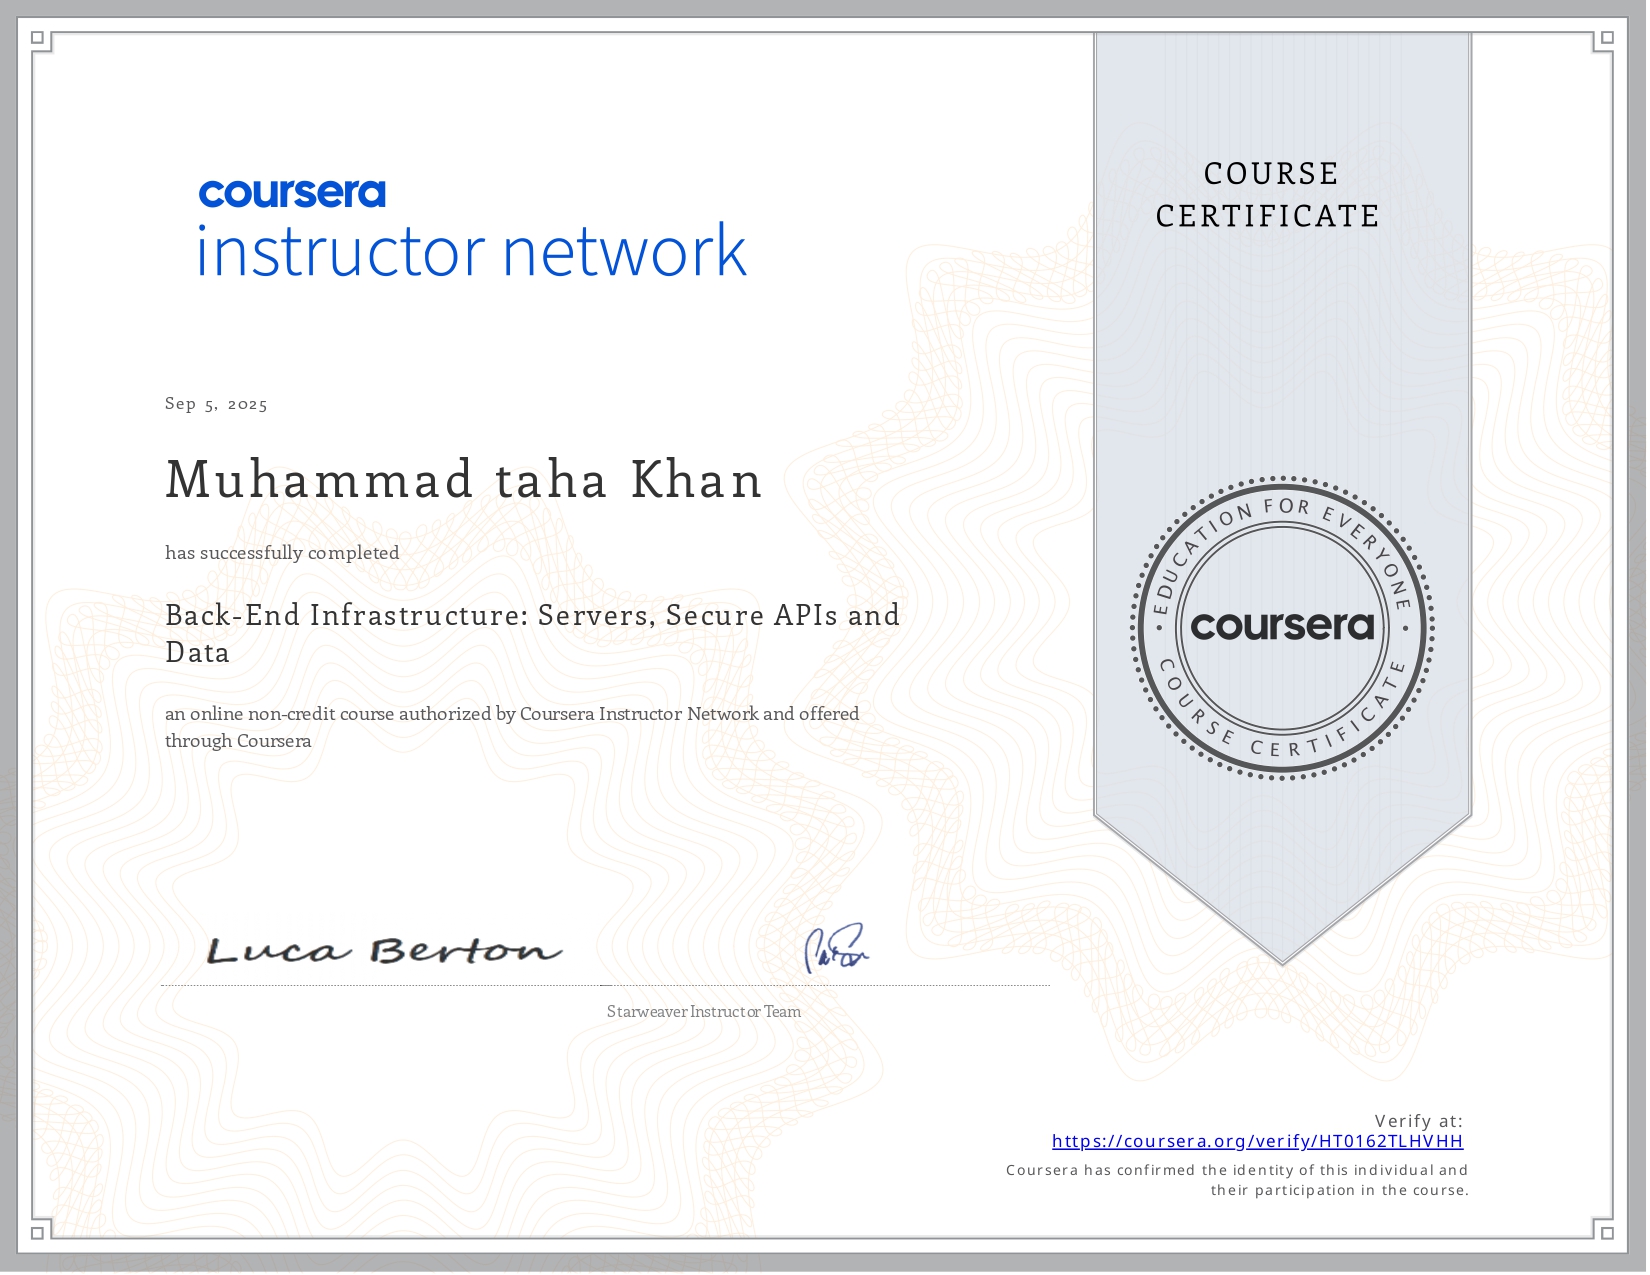 coursera
instructor network
COURSE
CERTIFICATE
Sep 5, 2025
Muhammad taha Khan
has successfully completed
Back-End Infrastructure: Servers, Secure APIs and
Data
an online non-credit course authorized by Coursera Instructor Network and offered
through Coursera
EDUCATION FOR EVERYONE
coursera
COURSE CERTIFICATE
Luca Berton
Starweaver Instructor Team
Verify at:
https://coursera.org/verify/HT0162TLHVHH
Coursera has confirmed the identity of this individual and
their participation in the course.